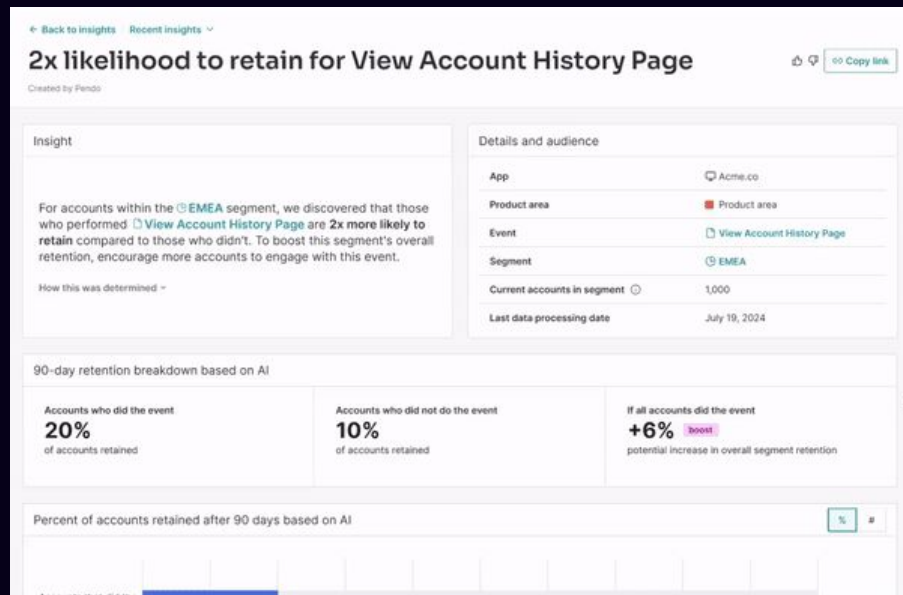 ← Back to insights Recent insights
2x likelihood to retain for View Account History Page
Copy link
Created by Pendo
Insight
For accounts within the EMEA segment, we discovered that those
who performed View Account History Page are 2x more likely to
retain compared to those who didn't. To boost this segment's overall
retention, encourage more accounts to engage with this event.
How this was determined
Details and audience
App Acme.co
Product area Product area
Event View Account History Page
Segment EMEA
Current accounts in segment 1,000
Last data processing date July 19, 2024
90-day retention breakdown based on AI
Accounts who did the event
20%
of accounts retained
Accounts who did not do the event
10%
of accounts retained
If all accounts did the event
+6% boost
potential increase in overall segment retention
Percent of accounts retained after 90 days based on AI
% #